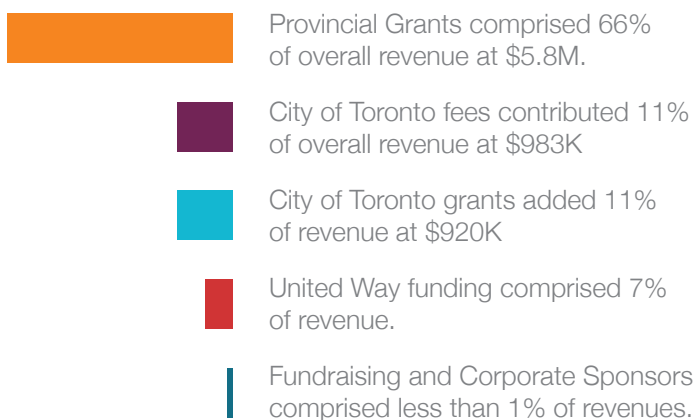 Provincial Grants comprised 66%
of overall revenue at $5.8M.
City of Toronto fees contributed 11%
of overall revenue at $983K
City of Toronto grants added 11%
of revenue at $920K
United Way funding comprised 7%
of revenue.
Fundraising and Corporate Sponsors
comprised less than 1% of revenues.